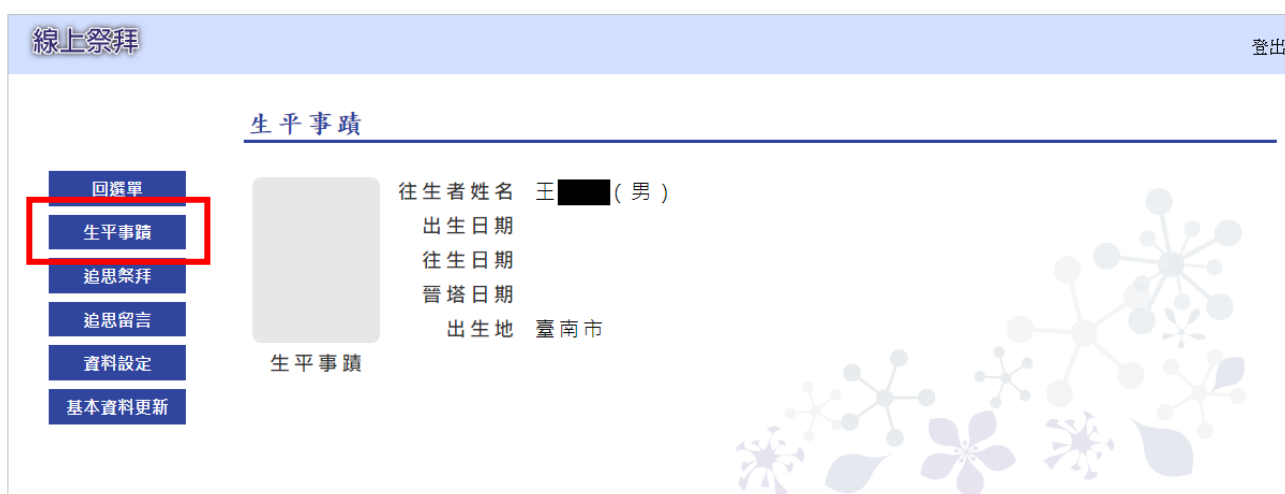 線上祭拜
登出
生平事蹟
回選單
生平事蹟
追思祭拜
追思留言
資料設定
基本資料更新
往生者姓名 王 (男)
出生日期
往生日期
晉塔日期
出生地 臺南市
生平事蹟